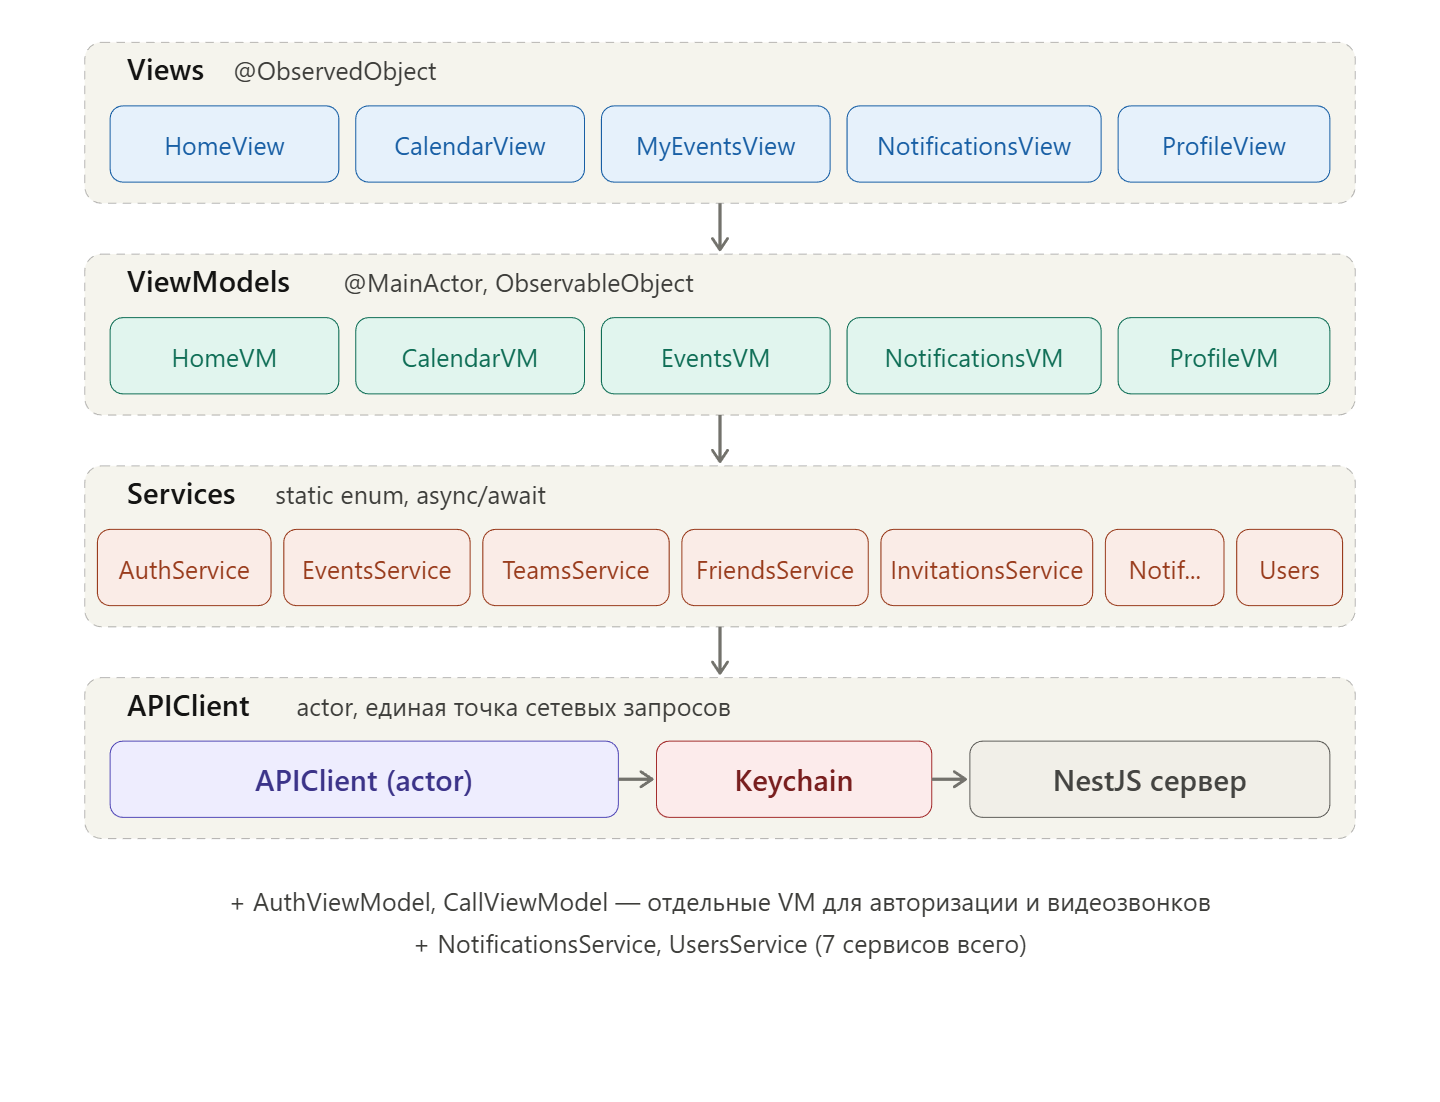 Views @ObservedObject
HomeView CalendarView MyEventsView NotificationsView ProfileView
ViewModels @MainActor, ObservableObject
HomeVM CalendarVM EventsVM NotificationsVM ProfileVM
Services static enum, async/await
AuthService EventsService TeamsService FriendsService InvitationsService Notif... Users
APIClient actor, единая точка сетевых запросов
APIClient (actor) Keychain NestJS сервер
+ AuthViewModel, CallViewModel — отдельные VM для авторизации и видеозвонков
+ NotificationsService, UsersService (7 сервисов всего)